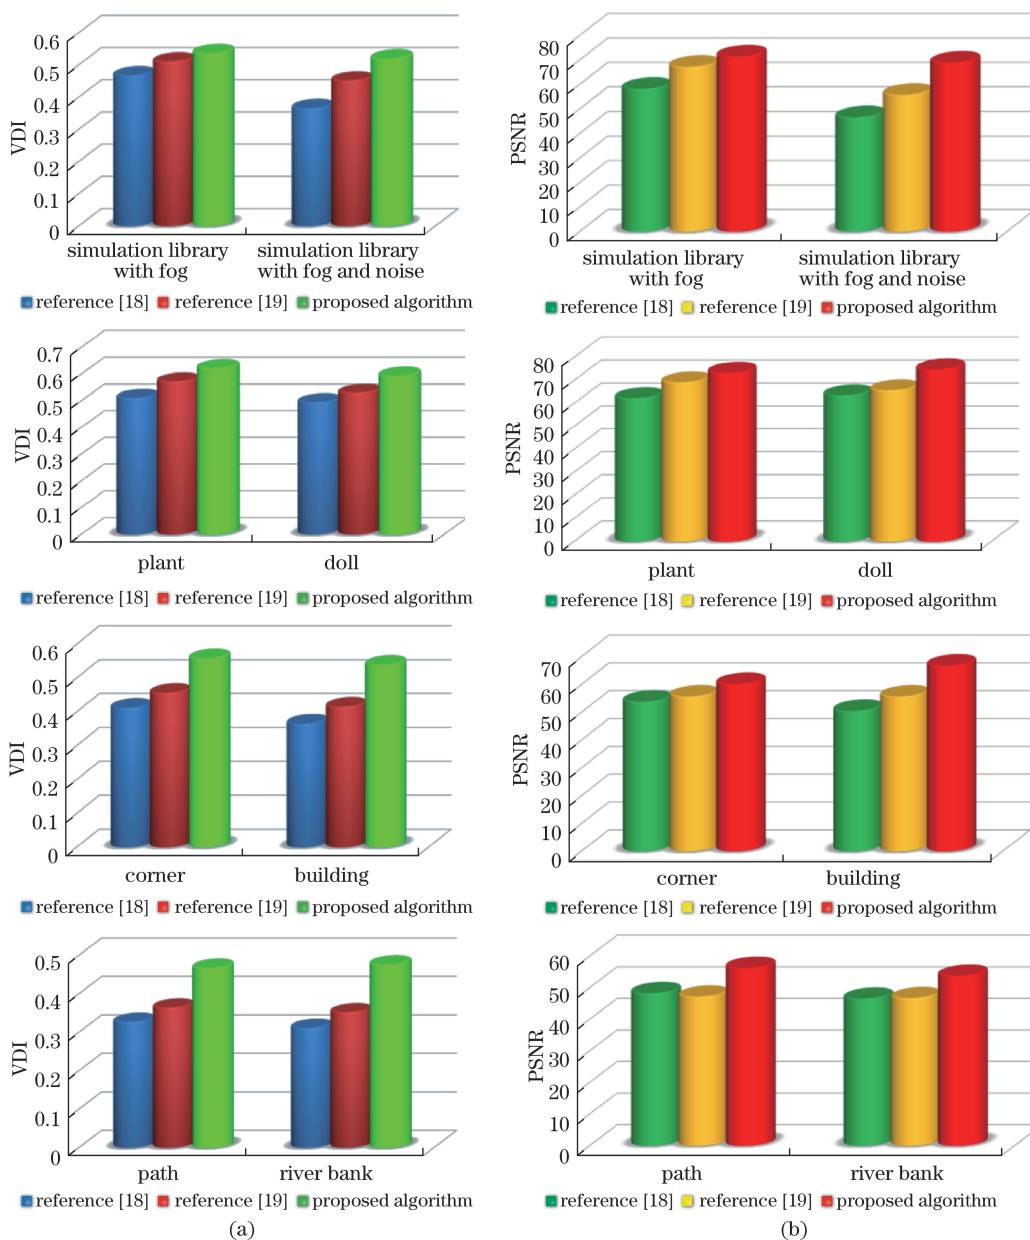 0.6
0.5
0.4
0.3
0.2
0.1
0
VDI
simulation library
with fog
simulation library
with fog and noise
reference [18] reference [19] proposed algorithm
80
70
60
50
40
30
20
10
0
PSNR
simulation library
with fog
simulation library
with fog and noise
reference [18] reference [19] proposed algorithm
0.7
0.6
0.5
0.4
0.3
0.2
0.1
0
VDI
plant doll
reference [18] reference [19] proposed algorithm
80
70
60
50
40
30
20
10
0
PSNR
plant doll
reference [18] reference [19] proposed algorithm
0.6
0.5
0.4
0.3
0.2
0.1
0
VDI
corner building
reference [18] reference [19] proposed algorithm
70
60
50
40
30
20
10
0
PSNR
corner building
reference [18] reference [19] proposed algorithm
0.5
0.4
0.3
0.2
0.1
0
VDI
path river bank
reference [18] reference [19] proposed algorithm
(a)
60
50
40
30
20
10
0
PSNR
path river bank
reference [18] reference [19] proposed algorithm
(b)